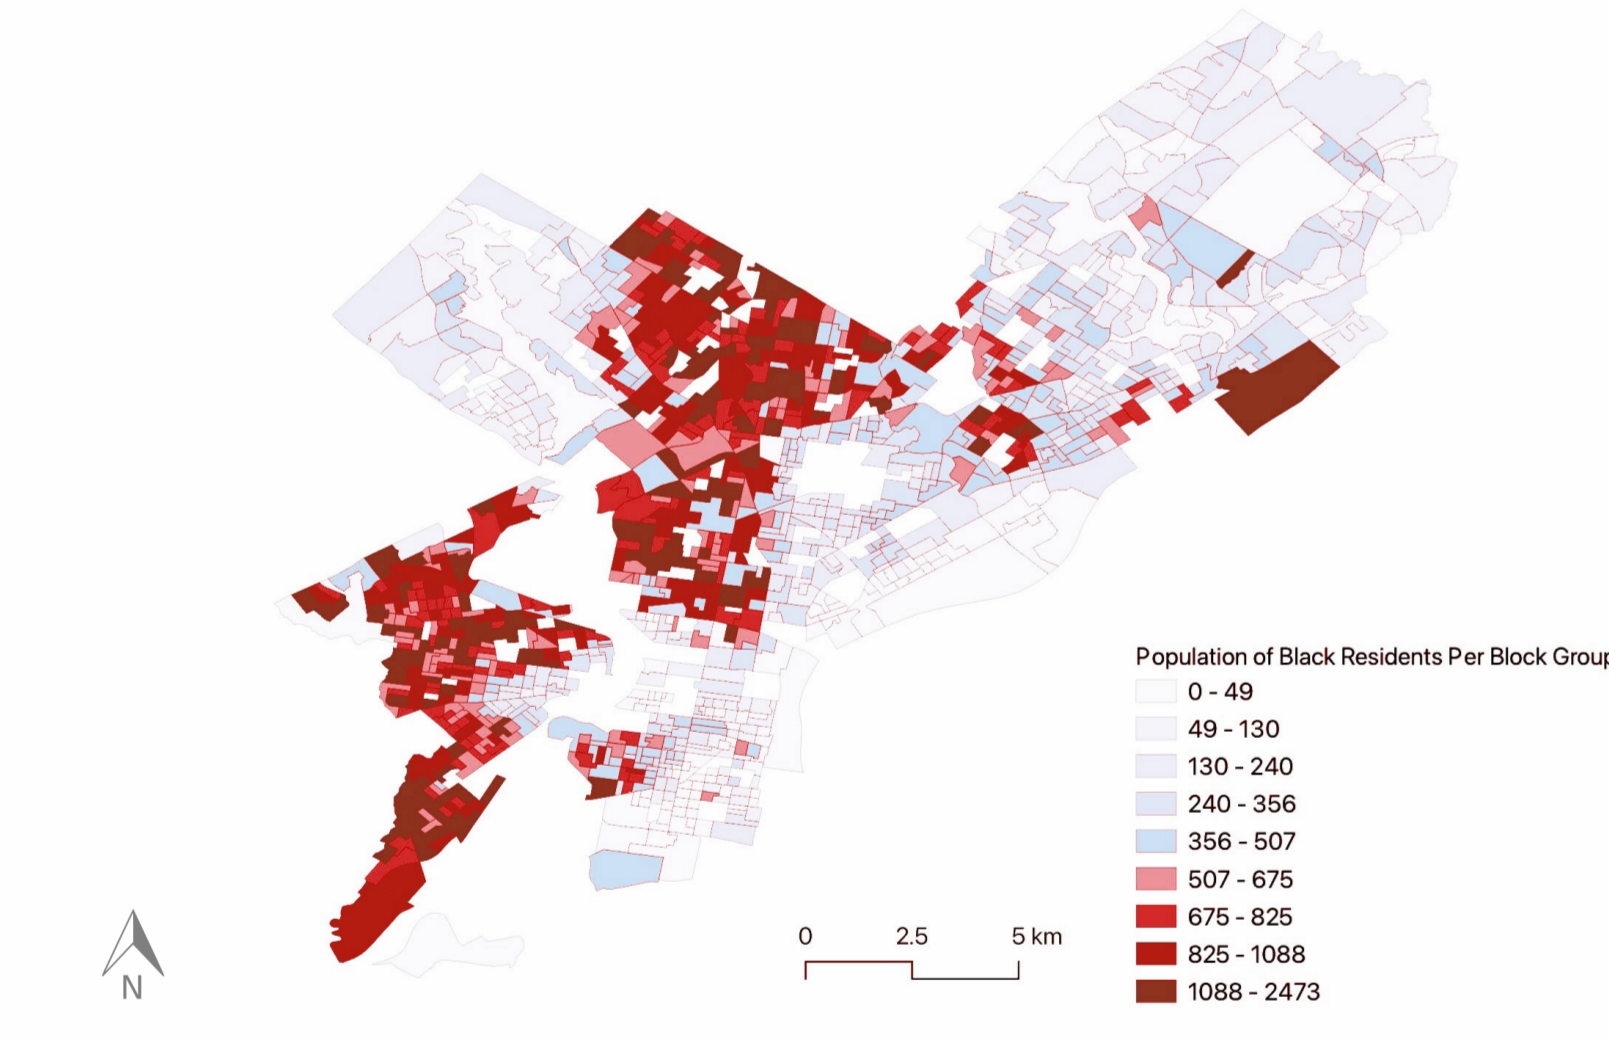 Population of Black Residents Per Block Group
0 - 49
49 - 130
130 - 240
240 - 356
356 - 507
507 - 675
675 - 825
825 - 1088
1088 - 2473
0 2.5 5 km
N